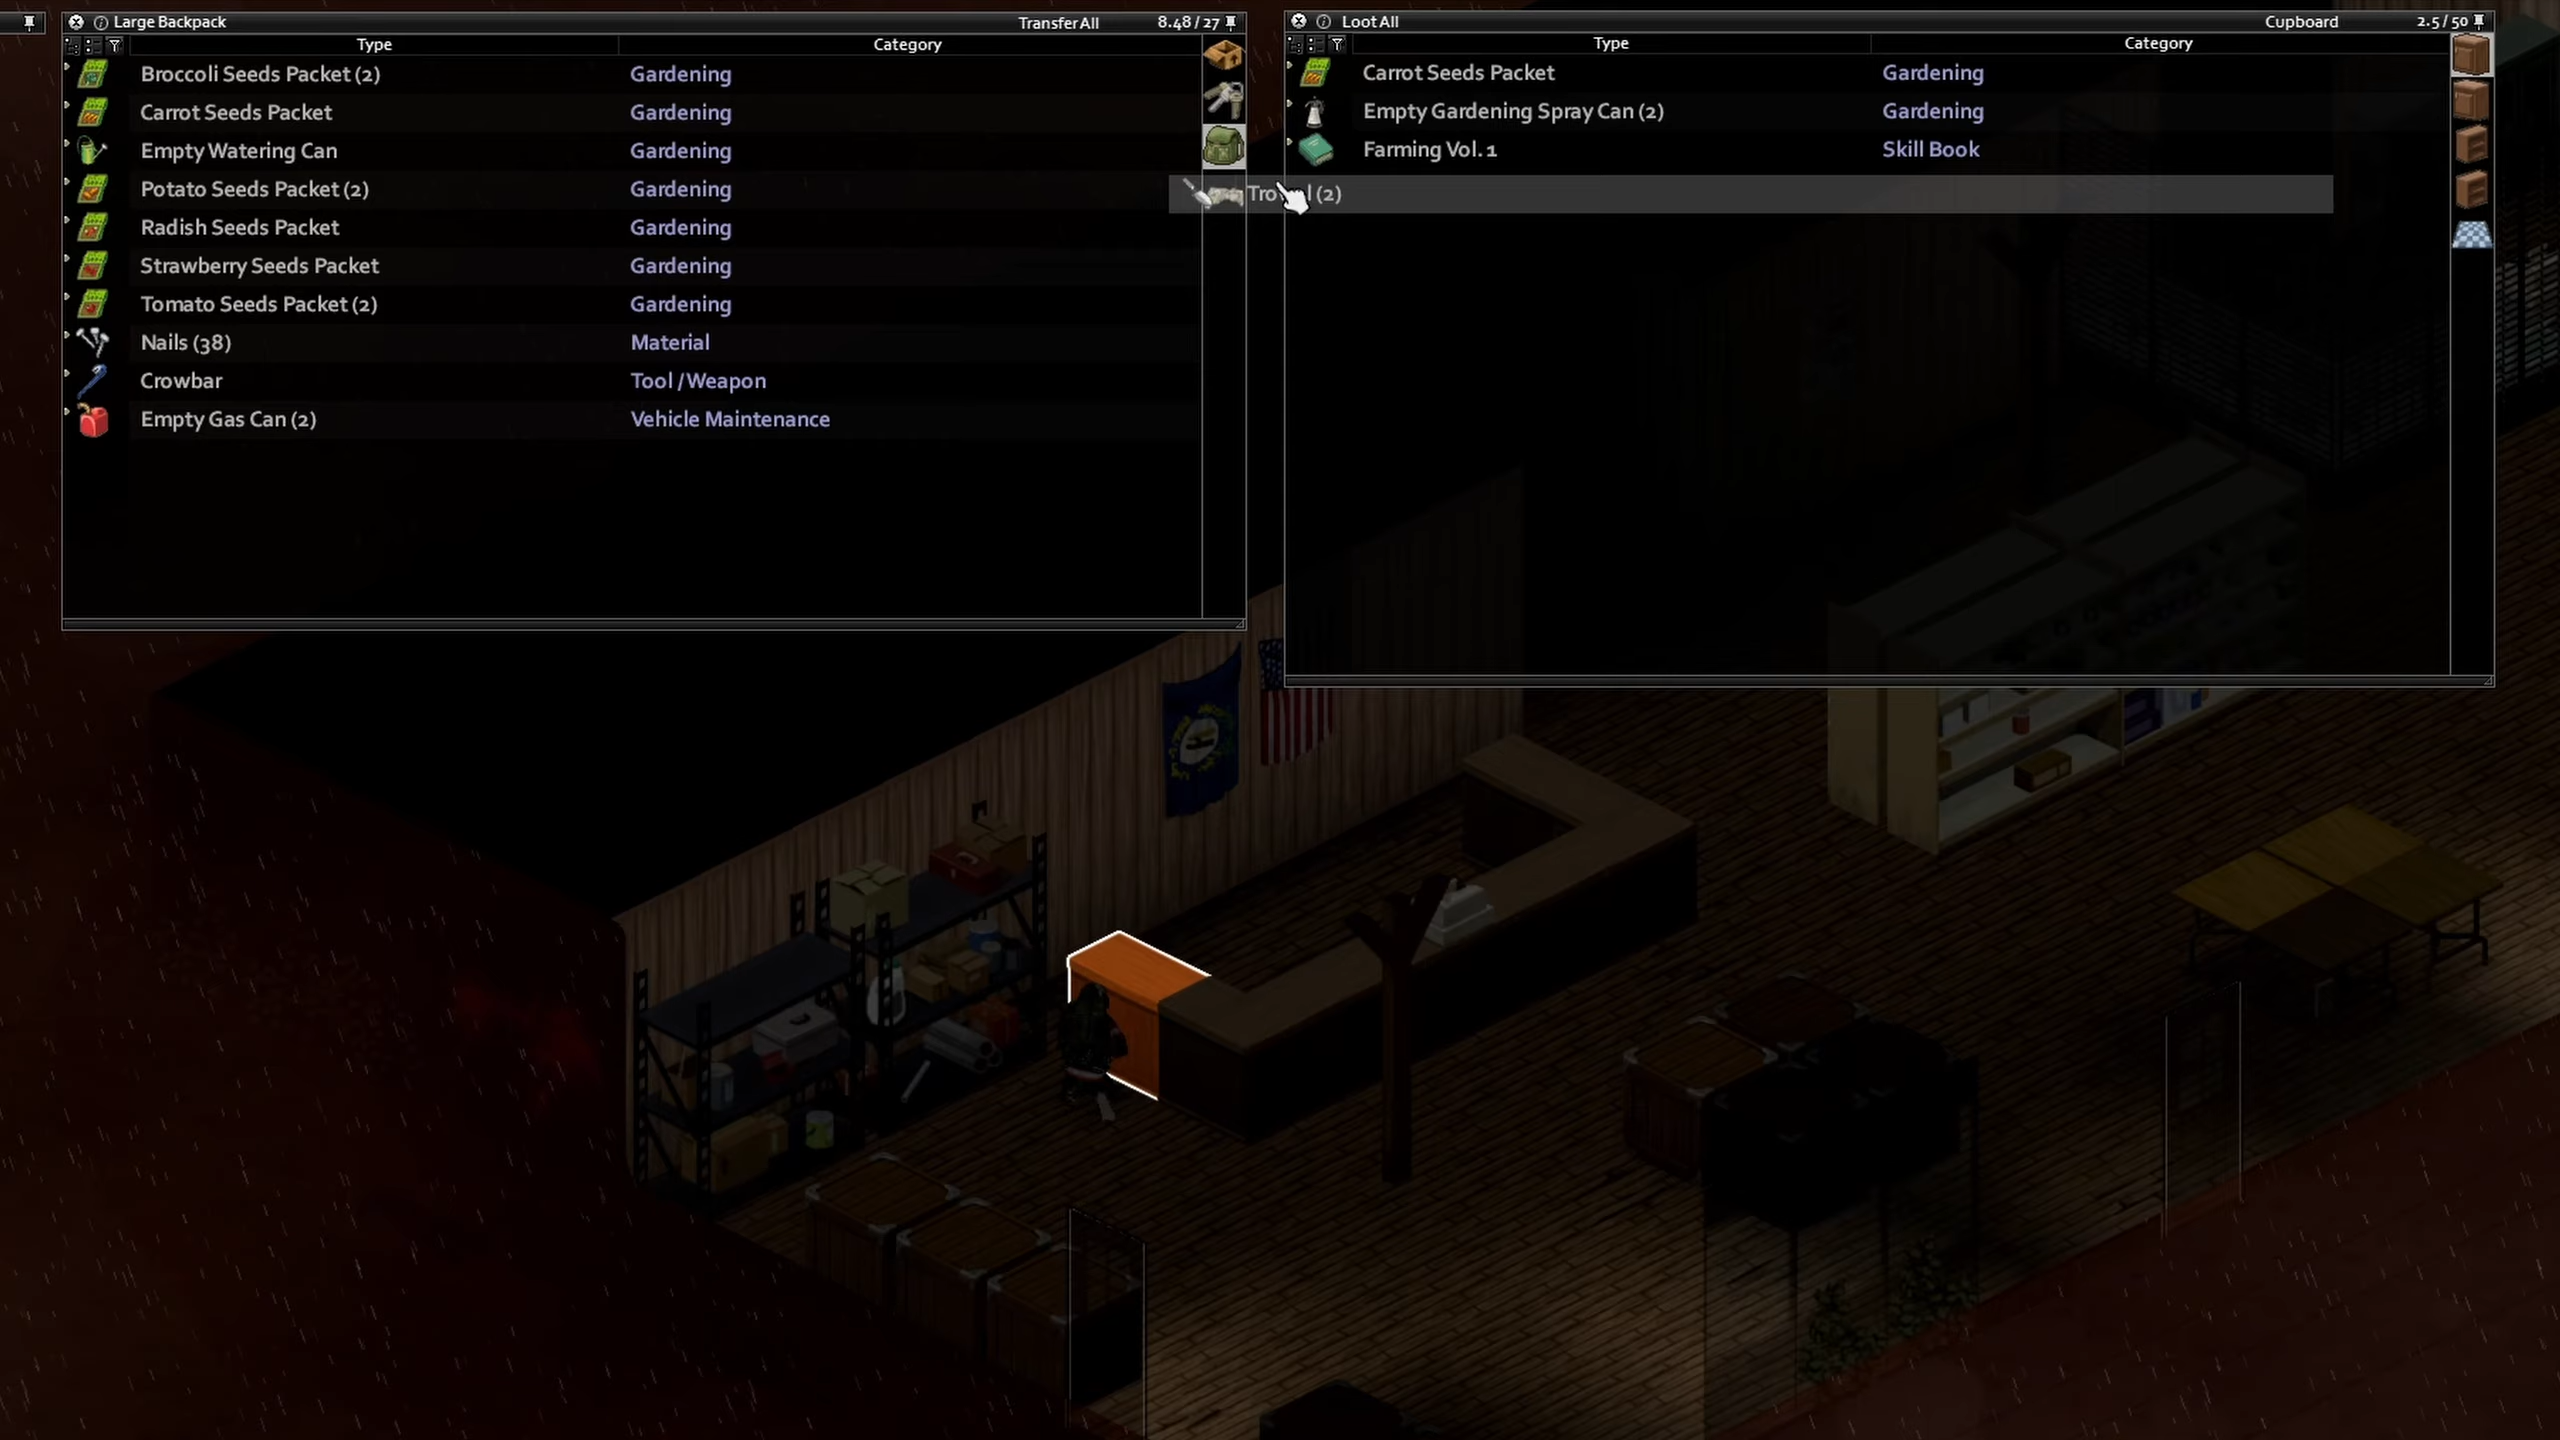 Large Backpack Transfer All 8.48 / 27
Type Category
Broccoli Seeds Packet (2) Gardening
Carrot Seeds Packet Gardening
Empty Watering Can Gardening
Potato Seeds Packet (2) Gardening
Radish Seeds Packet Gardening
Strawberry Seeds Packet Gardening
Tomato Seeds Packet (2) Gardening
Nills (38) Material
Crowbar Tool / Weapon
Empty Gas Can (2) Vehicle Maintenance
Loot All Cupboard 2.5 / 50
Type Category
Carrot Seeds Packet Gardening
Empty Gardening Spray Can (2) Gardening
Farming Vol. 1 Skill Book
(2)